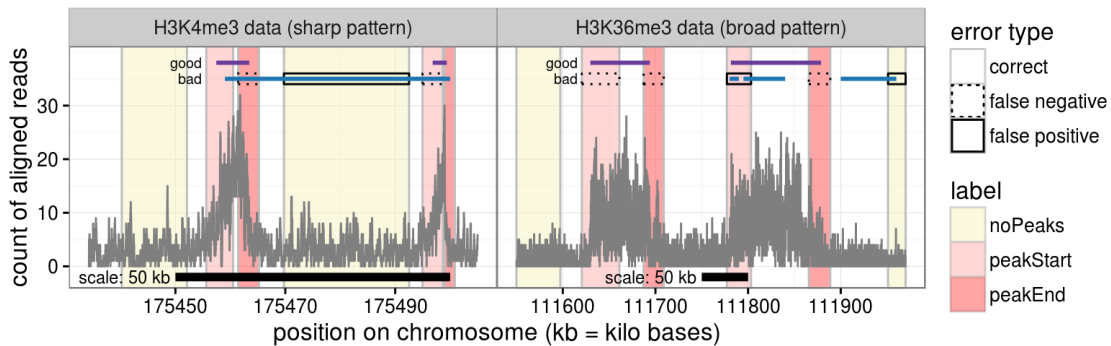 H3K4me3 data (sharp pattern)
H3K36me3 data (broad pattern)
count of aligned reads
30
20
10
0
good
bad
scale: 50 kb
good
bad
scale: 50 kb
175450
175470
175490
111600
111700
111800
111900
position on chromosome (kb = kilo bases)
error type
correct
false negative
false positive
label
noPeaks
peakStart
peakEnd